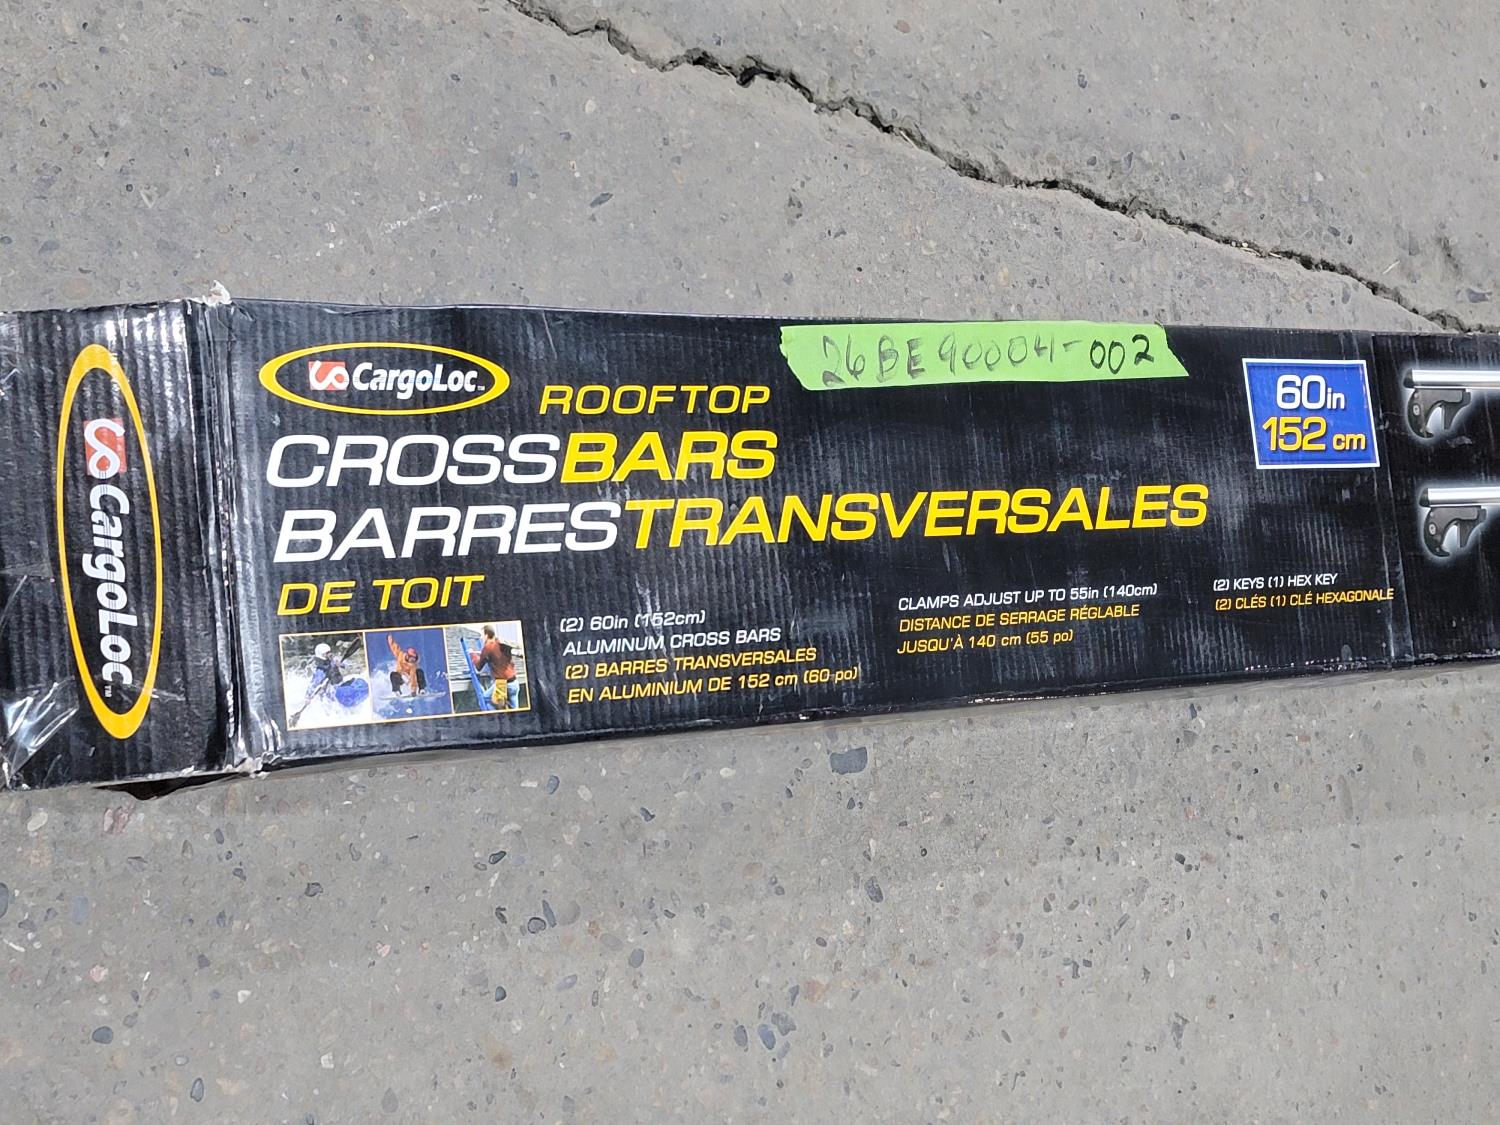 CargoLoc™
CargoLoc™
ROOFTOP
CROSSBARS
BARRESTRANSVERSALES
DE TOIT
26BE90004-002
60in
152 cm
(2) 60in (152cm)
ALUMINUM CROSS BARS
(2) BARRES TRANSVERSALES
EN ALUMINIUM DE 152 cm (60 po)
CLAMPS ADJUST UP TO 55in (140cm)
DISTANCE DE SERRAGE RÉGLABLE
JUSQU'À 140 cm (55 po)
(2) KEYS (1) HEX KEY
(2) CLÉS (1) CLÉ HEXAGONALE